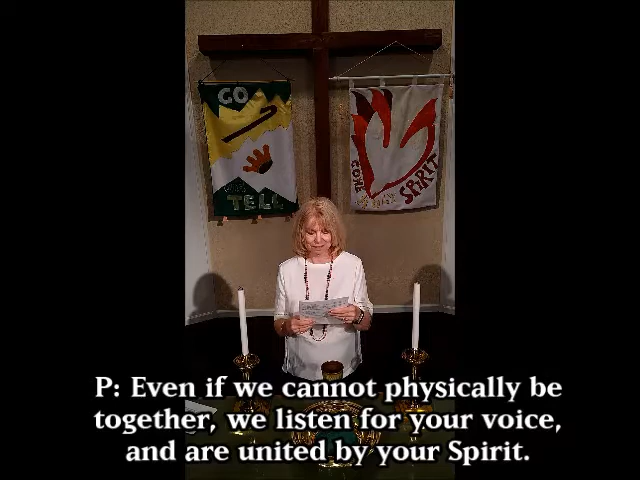 GO
TELL
COME
SPIRIT
P: Even if we cannot physically be
together, we listen for your voice,
and are united by your Spirit.